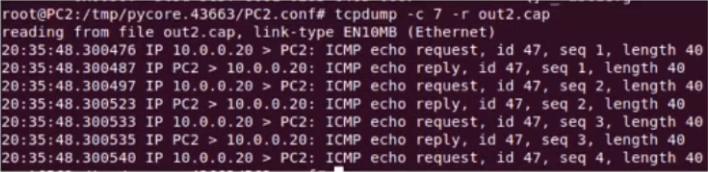 root@PC2:/tmp/pycore.43663/PC2.conf# tcpdump -c 7 -r out2.cap
reading from file out2.cap, link-type EN10MB (Ethernet)
20:35:48.300476 IP 10.0.0.20 > PC2: ICMP echo request, id 47, seq 1, length 40
20:35:48.300487 IP PC2 > 10.0.0.20: ICMP echo reply, id 47, seq 1, length 40
20:35:48.300497 IP 10.0.0.20 > PC2: ICMP echo request, id 47, seq 2, length 40
20:35:48.300523 IP PC2 > 10.0.0.20: ICMP echo reply, id 47, seq 2, length 40
20:35:48.300533 IP 10.0.0.20 > PC2: ICMP echo request, id 47, seq 3, length 40
20:35:48.300535 IP PC2 > 10.0.0.20: ICMP echo reply, id 47, seq 3, length 40
20:35:48.300540 IP 10.0.0.20 > PC2: ICMP echo request, id 47, seq 4, length 40